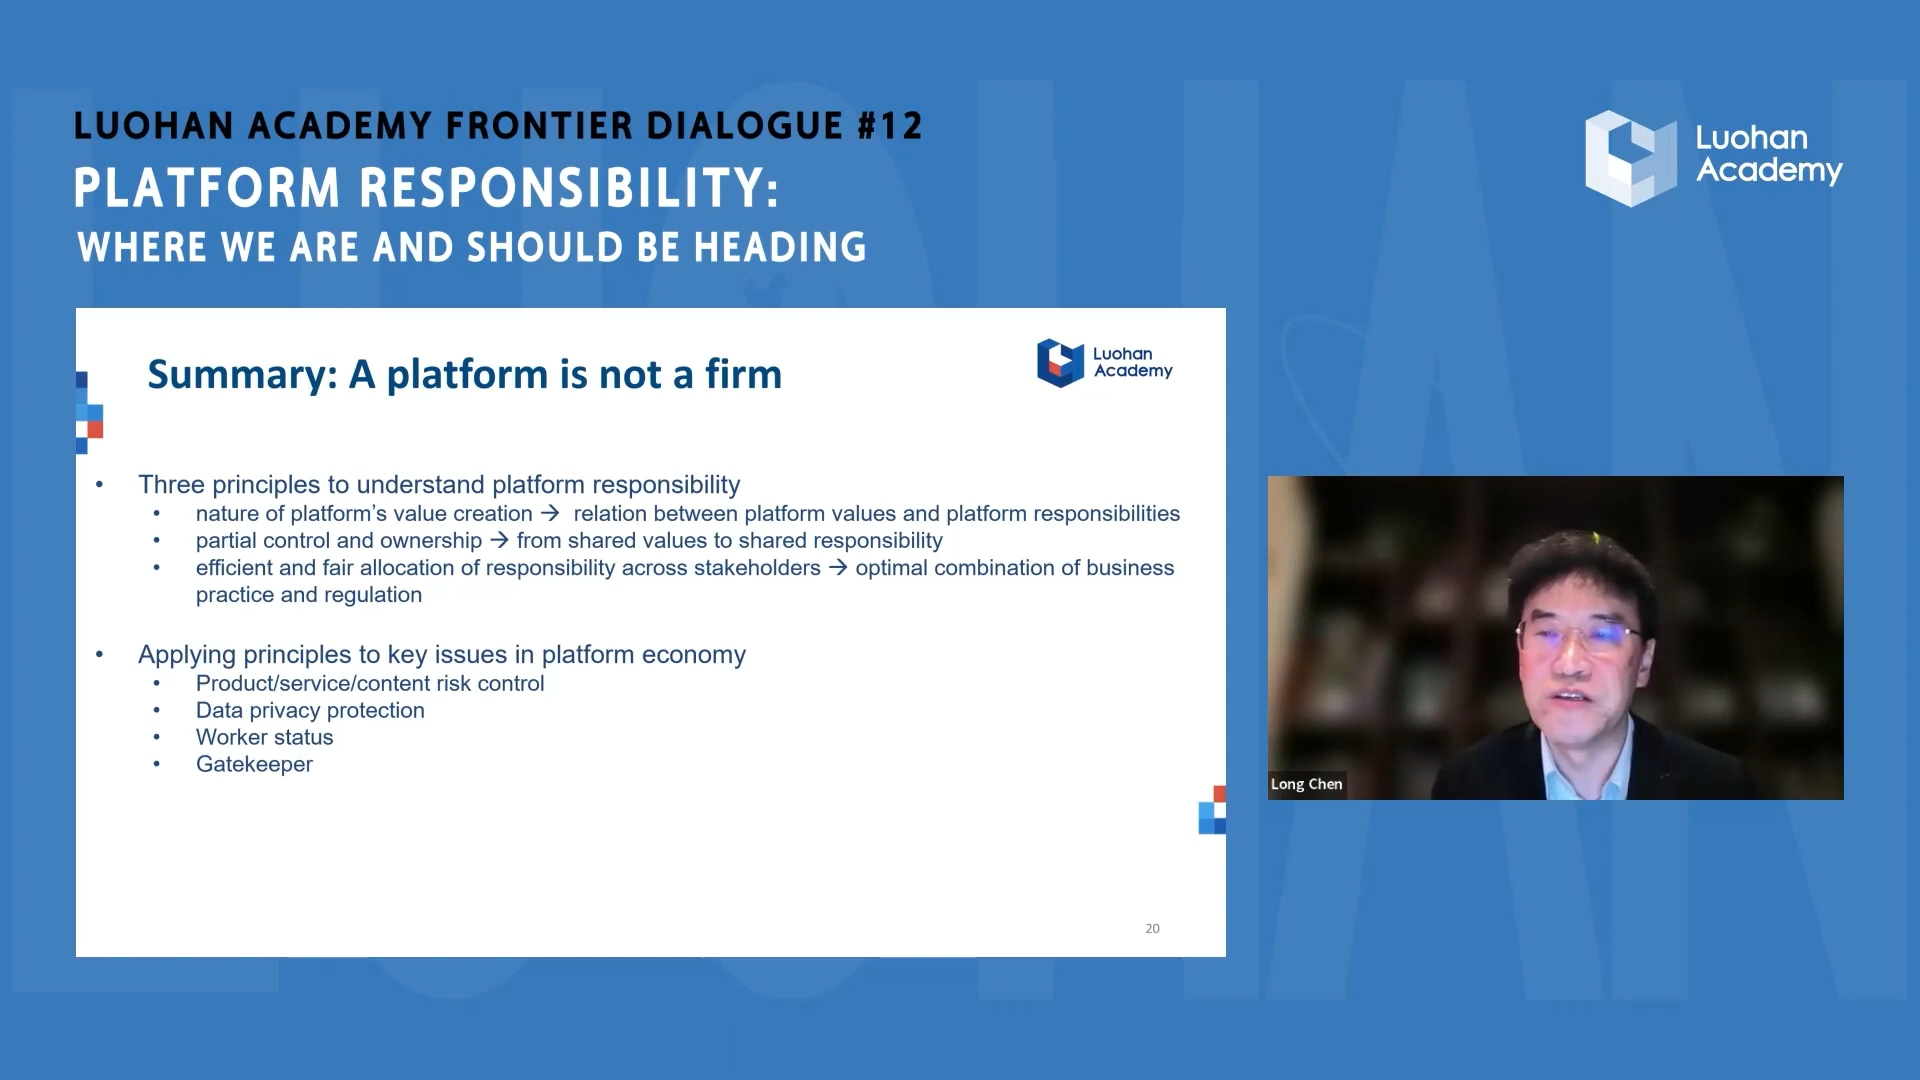 LUOHAN ACADEMY FRONTIER DIALOGUE #12
PLATFORM RESPONSIBILITY:
WHERE WE ARE AND SHOULD BE HEADING
Luohan
Academy
Summary: A platform is not a firm
Luohan
Academy
• Three principles to understand platform responsibility
• nature of platform’s value creation → relation between platform values and platform responsibilities
• partial control and ownership → from shared values to shared responsibility
• efficient and fair allocation of responsibility across stakeholders → optimal combination of business
practice and regulation
• Applying principles to key issues in platform economy
• Product/service/content risk control
• Data privacy protection
• Worker status
• Gatekeeper
20
Long Chen
LUOHAN